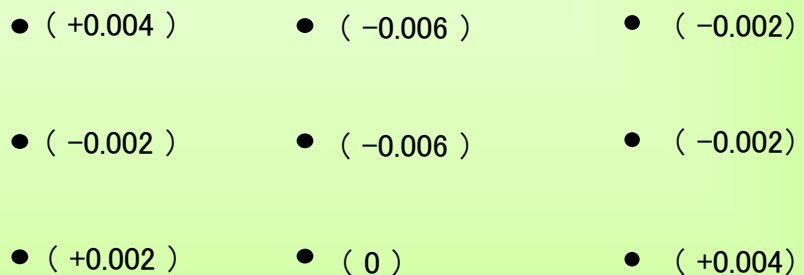 ● ( +0.004 ) ● ( −0.006 ) ● ( −0.002)
● ( −0.002 ) ● ( −0.006 ) ● ( −0.002)
● ( +0.002 ) ● ( 0 ) ● ( +0.004)